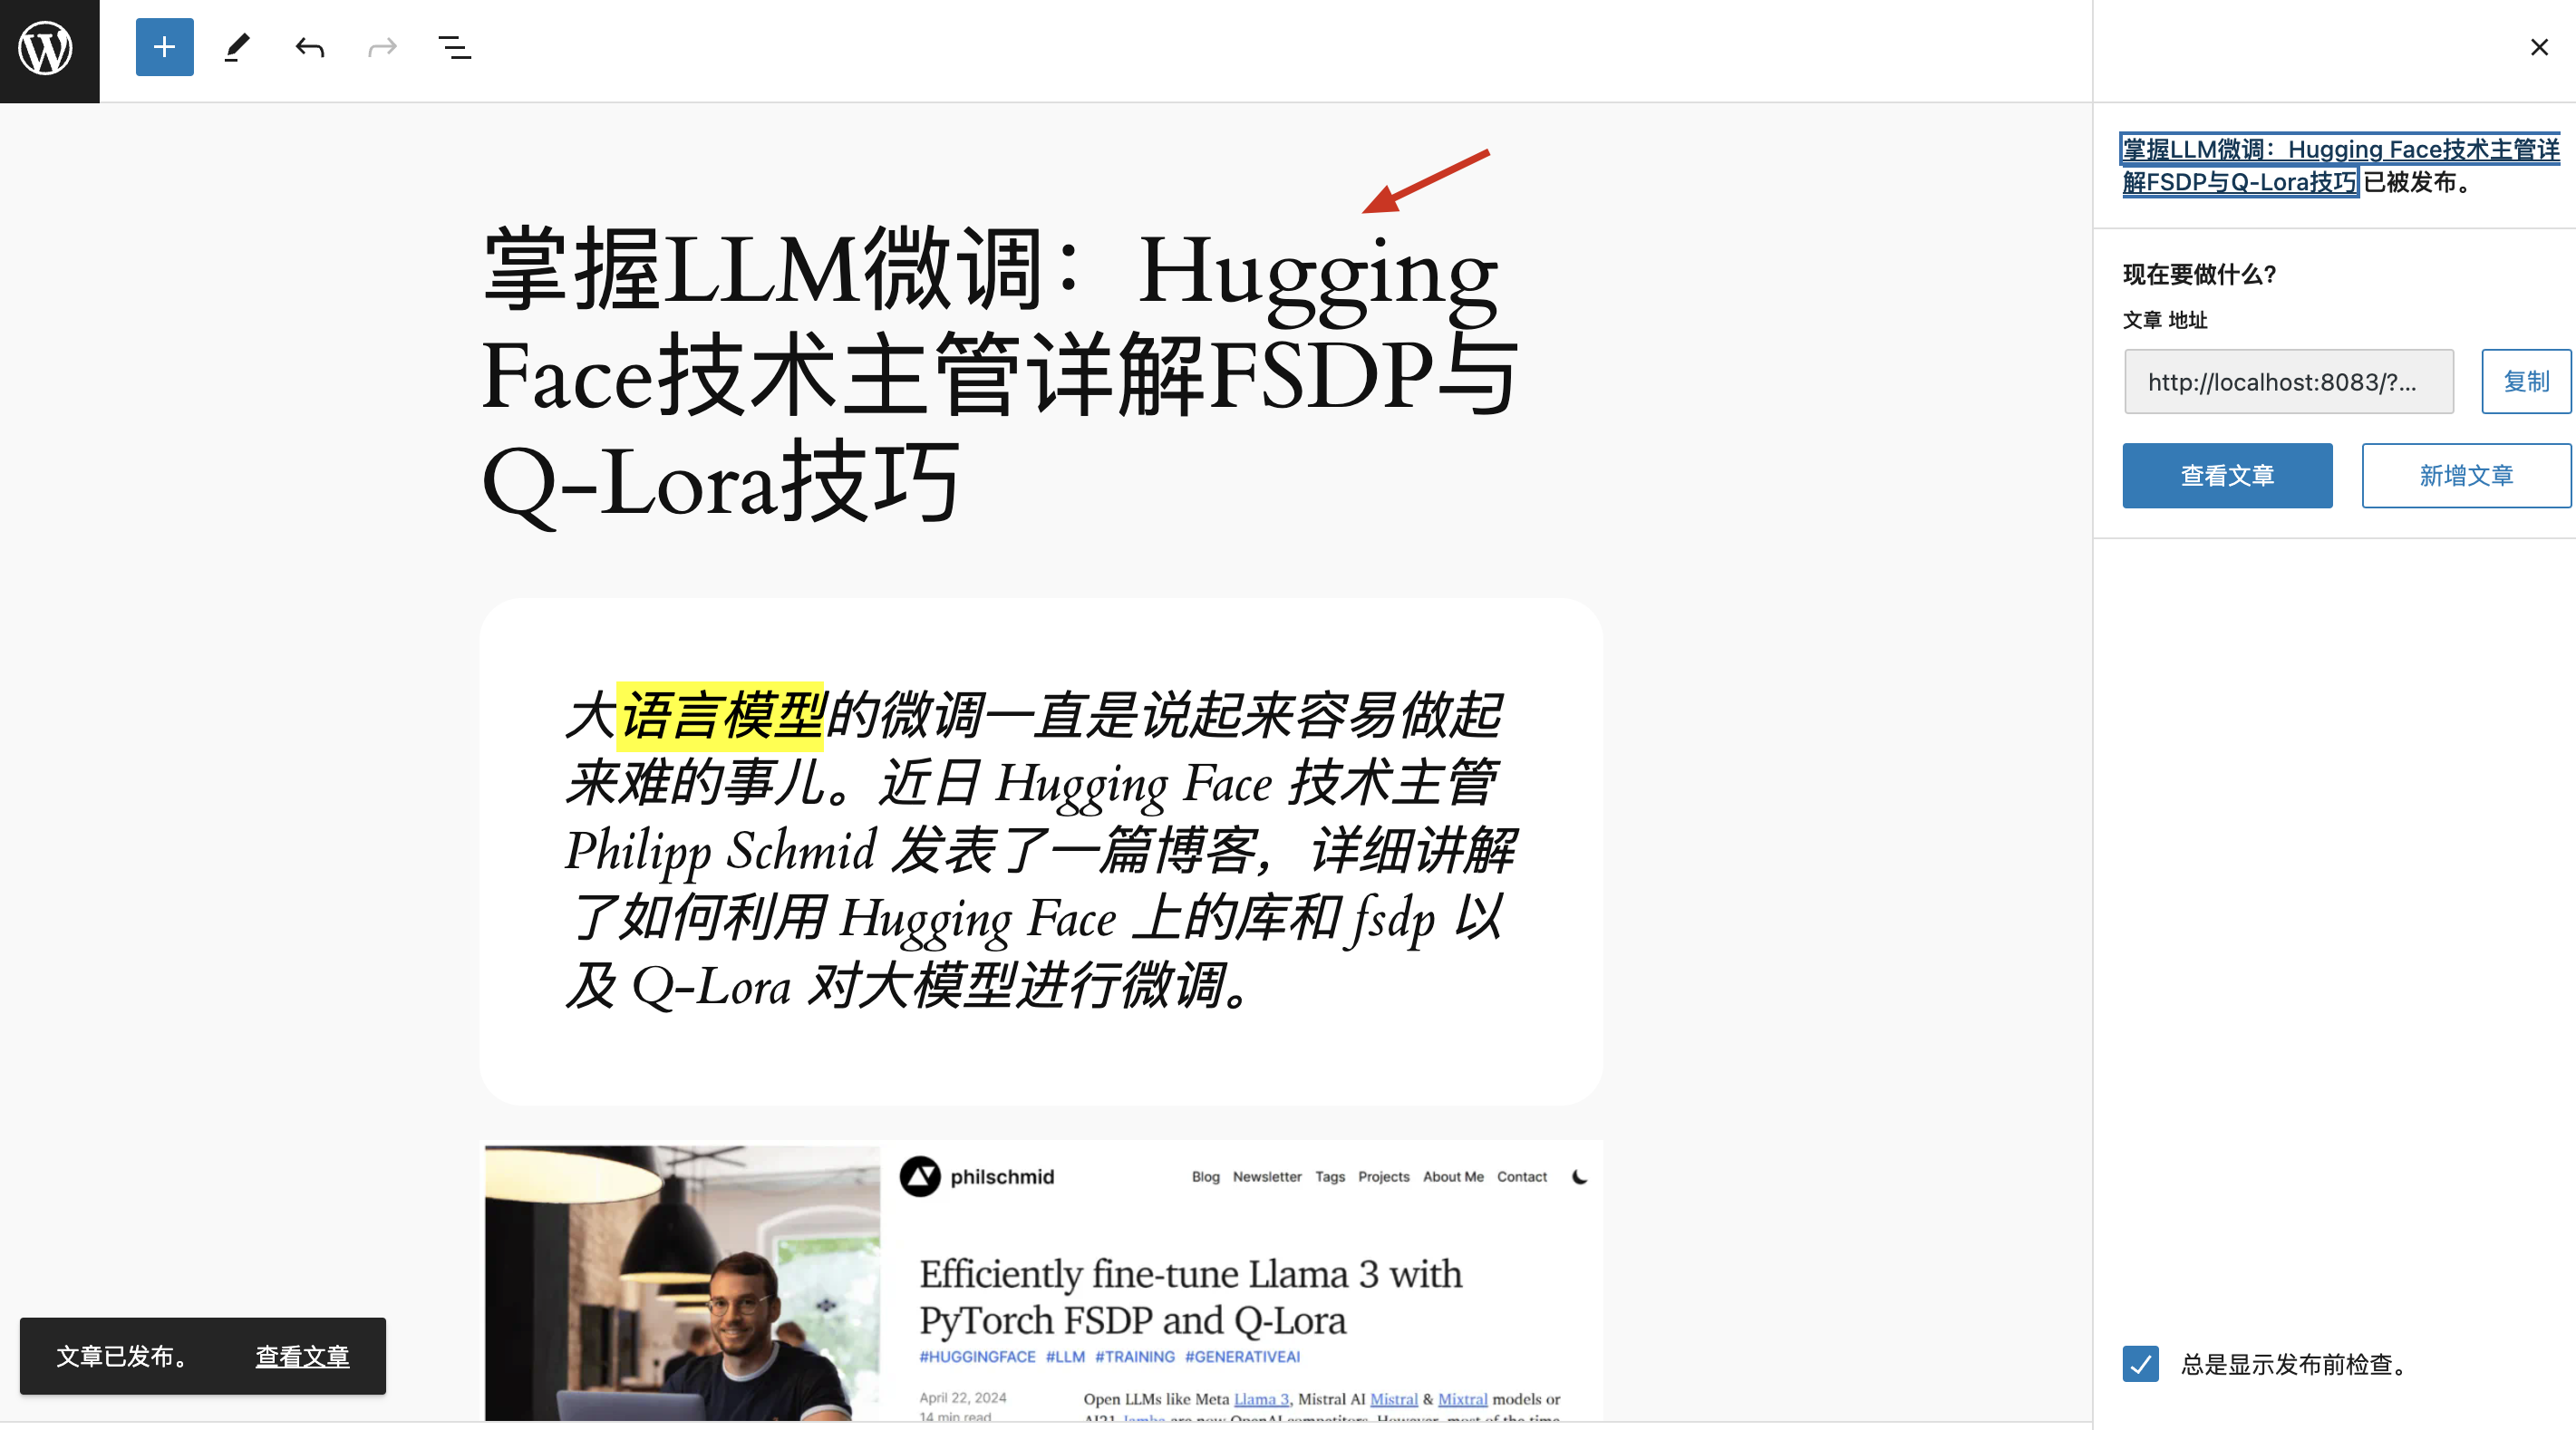 掌握LLM微调：Hugging
Face技术主管详解FSDP与
Q-Lora技巧
大语言模型的微调一直是说起来容易做起
来难的事儿。近日 Hugging Face 技术主管
Philipp Schmid 发表了一篇博客，详细讲解
了如何利用 Hugging Face 上的库和 fsdp 以
及 Q-Lora 对大模型进行微调。
philschmid
Blog Newsletter Tags Projects About Me Contact
Efficiently fine-tune Llama 3 with
PyTorch FSDP and Q-Lora
#HUGGINGFACE #LLM #TRAINING #GENERATIVEAI
April 22, 2024
14 min read
Open LLMs like Meta Llama 3, Mistral AI Mistral & Mixtral models or
AI21 Jamba are now OpenAI competitors. However, most of the time
文章已发布。 查看文章
掌握LLM微调：Hugging Face技术主管详
解FSDP与Q-Lora技巧 已被发布。
现在要做什么？
文章 地址
http://localhost:8083/?...
复制
查看文章
新增文章
总是显示发布前检查。